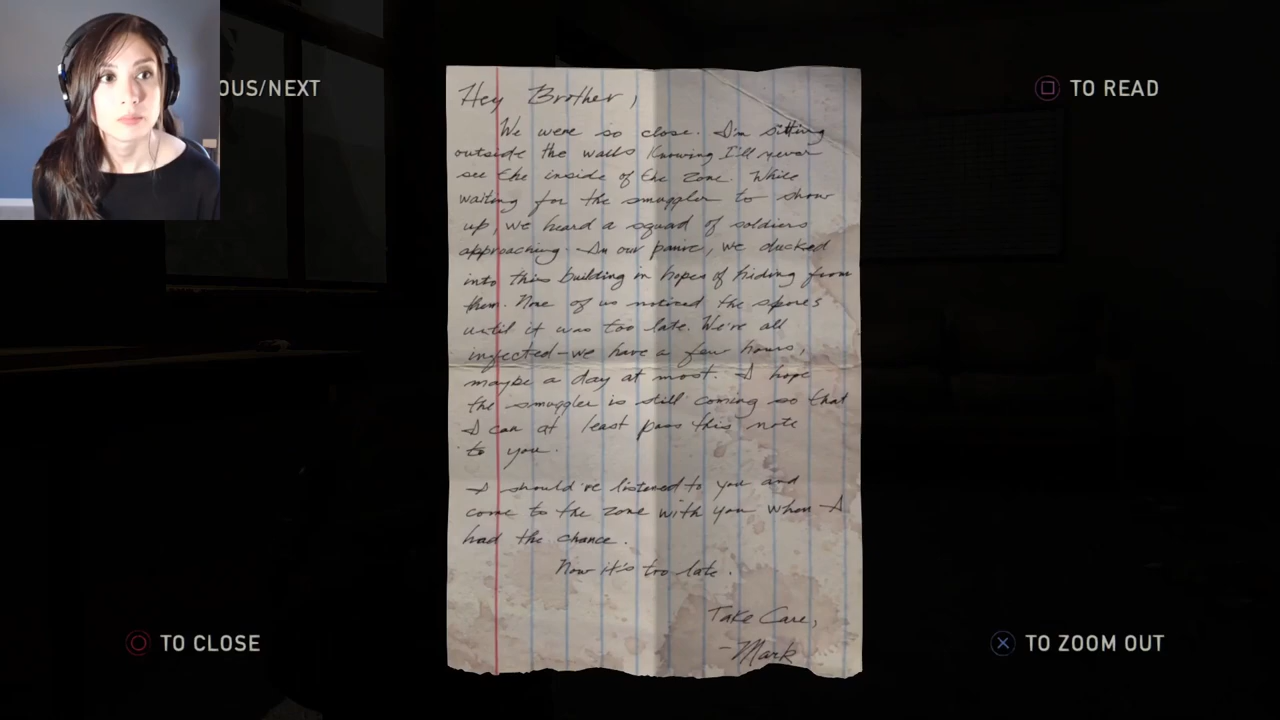 OUS/NEXT
TO READ
Hey Brother,
We were so close. I'm sitting
outside the walls knowing I'll never
see the inside of the zone. While
waiting for the smuggler to show
up, we heard a squad of soldiers
approaching. In our panic, we ducked
into this building in hopes of hiding from
them. None of us noticed the spores
until it was too late. We're all
infected-we have a few hours,
maybe a day at most. I hope
the smuggler is still coming so that
I can at least pass this note
to you.
I should've listened to you and
come to the zone with you when I
had the chance.
Now it's too late.
Take Care,
-Mark
TO CLOSE
TO ZOOM OUT